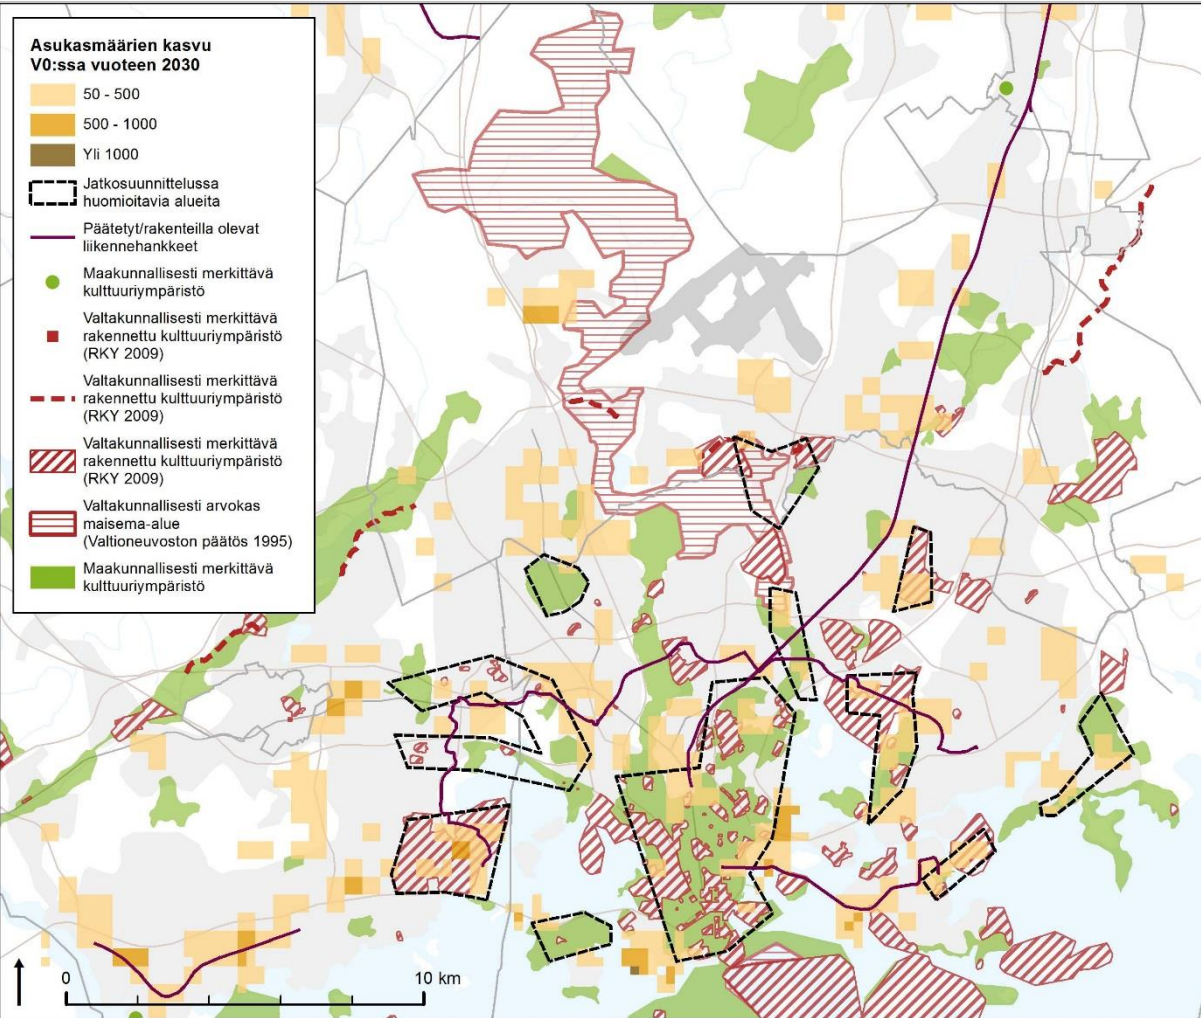 Asukasmäärien kasvu
V0:ssa vuoteen 2030
50 - 500
500 - 1000
Yli 1000
Jatkosuunnittelussa
huomioitavia alueita
Päätetyt/rakenteilla olevat
liikennehankkeet
Maakunnallisesti merkittävä
kulttuuriympäristö
Valtakunnallisesti merkittävä
rakennettu kulttuuriympäristö
(RKY 2009)
Valtakunnallisesti merkittävä
rakennettu kulttuuriympäristö
(RKY 2009)
Valtakunnallisesti merkittävä
rakennettu kulttuuriympäristö
(RKY 2009)
Valtakunnallisesti arvokas
maisema-alue
(Valtioneuvoston päätös 1995)
Maakunnallisesti merkittävä
kulttuuriympäristö
0 10 km